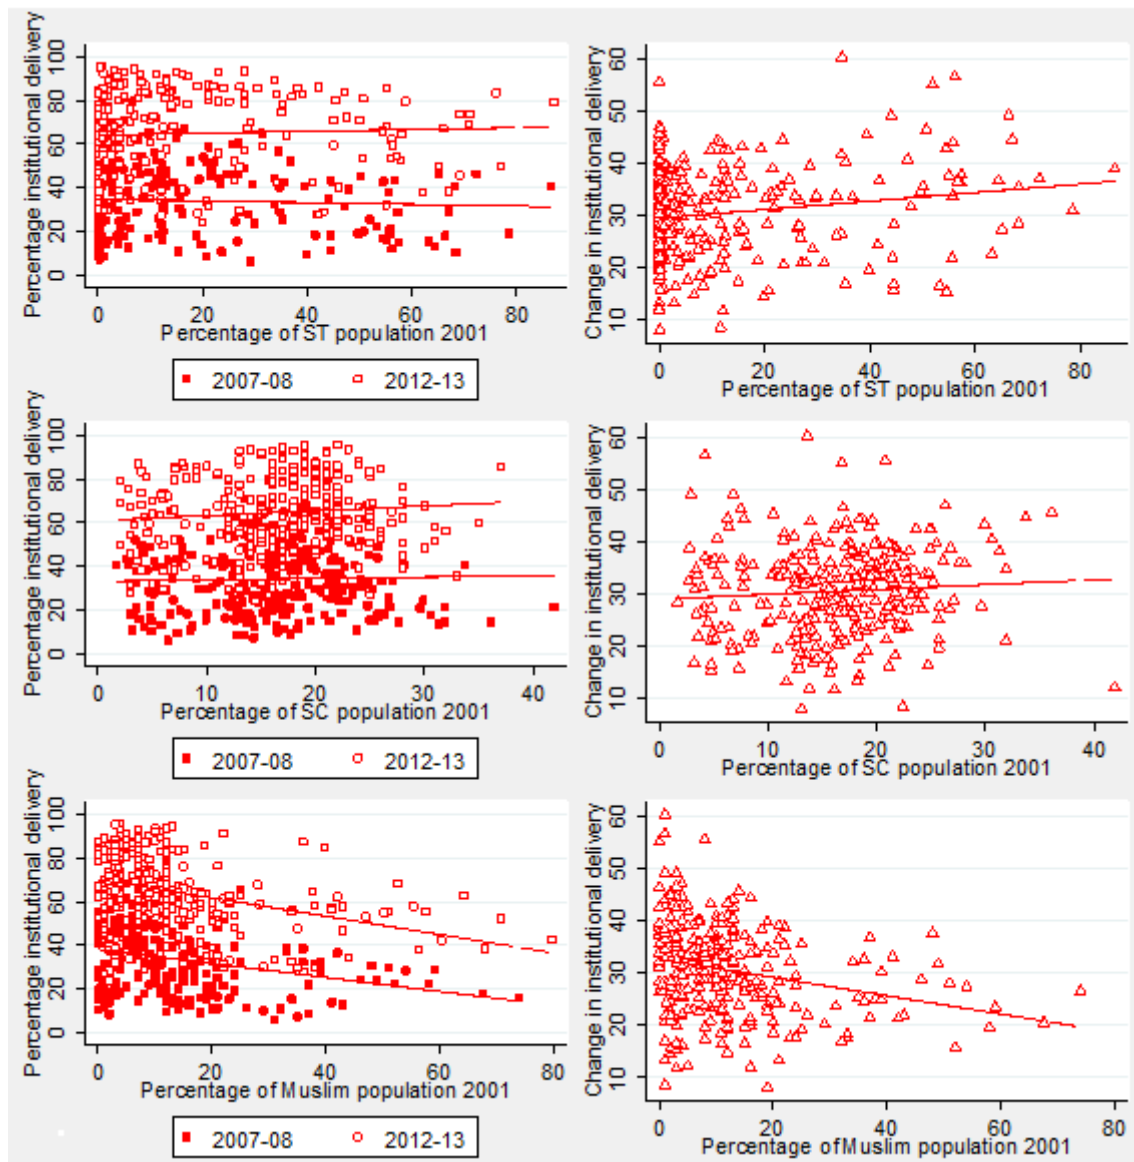 Percentage institutional delivery
100
80
60
40
20
0
0 20 40 60 80
Percentage of ST population 2001
2007-08 2012-13
Change in institutional delivery
60
50
40
30
20
10
0 20 40 60 80
Percentage of ST population 2001
Percentage institutional delivery
100
80
60
40
20
0
0 10 20 30 40
Percentage of SC population 2001
2007-08 2012-13
Change in institutional delivery
60
50
40
30
20
10
0 10 20 30 40
Percentage of SC population 2001
Percentage institutional delivery
100
80
60
40
20
0
0 20 40 60 80
Percentage of Muslim population 2001
2007-08 2012-13
Change in institutional delivery
60
50
40
30
20
10
0 20 40 60 80
Percentage of Muslim population 2001